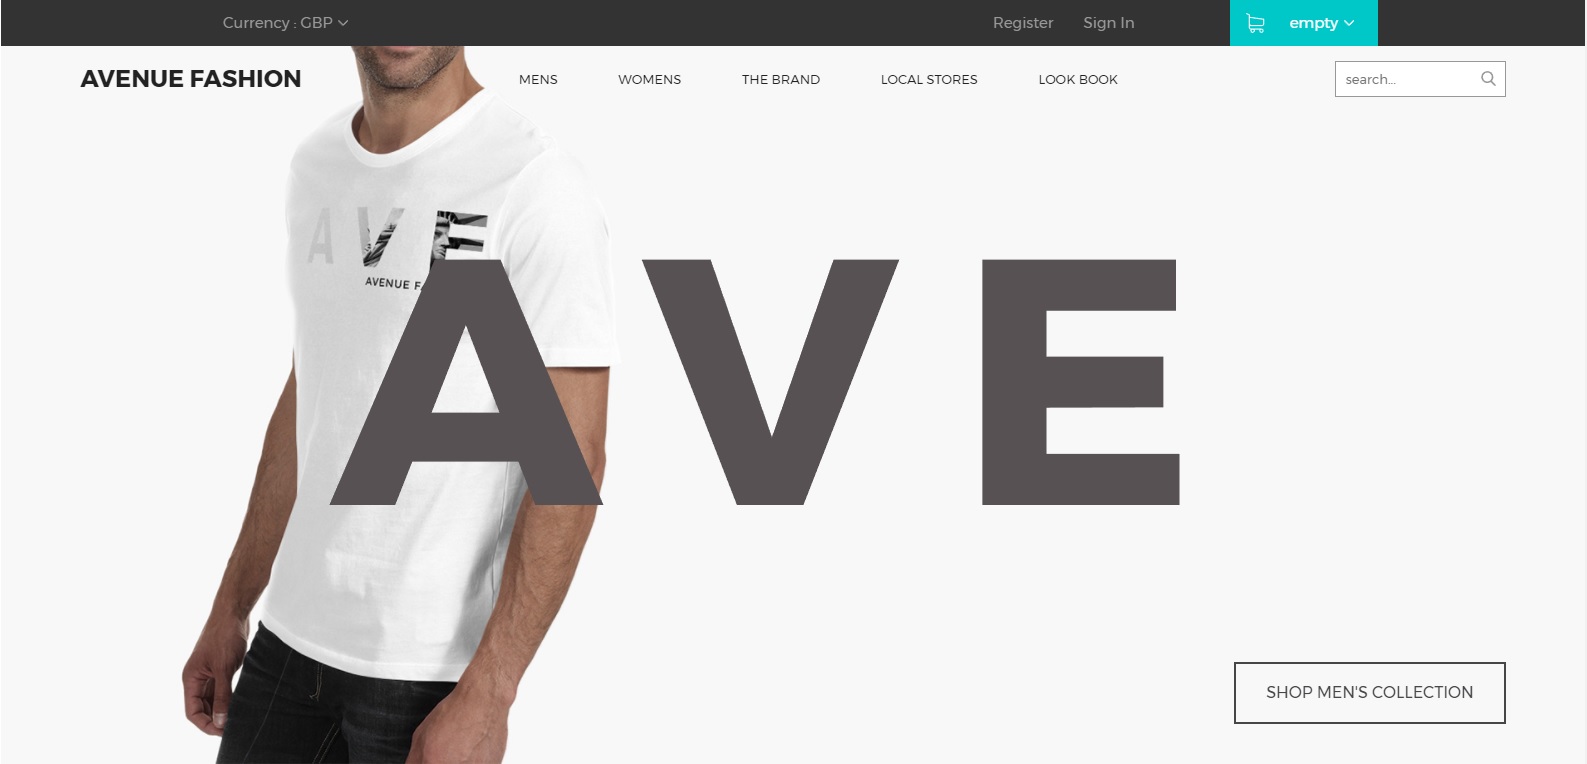 Currency : GBP
Register
Sign In
empty
AVENUE FASHION
MENS
WOMENS
THE BRAND
LOCAL STORES
LOOK BOOK
search...
AVE
AVENUE F
AVE
SHOP MEN'S COLLECTION